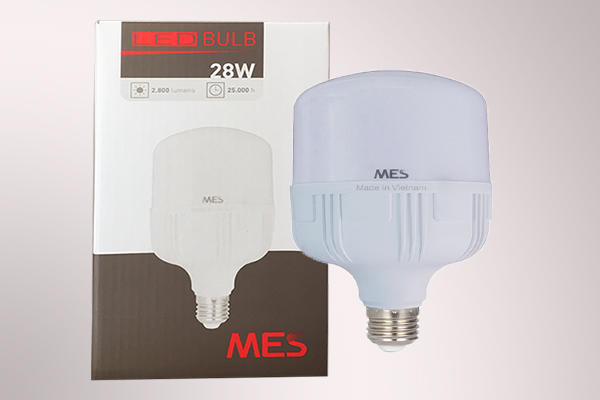 LED BULB
28W
2.800 lumens
25.000 h
MES
MES
MES
Made in Vietnam